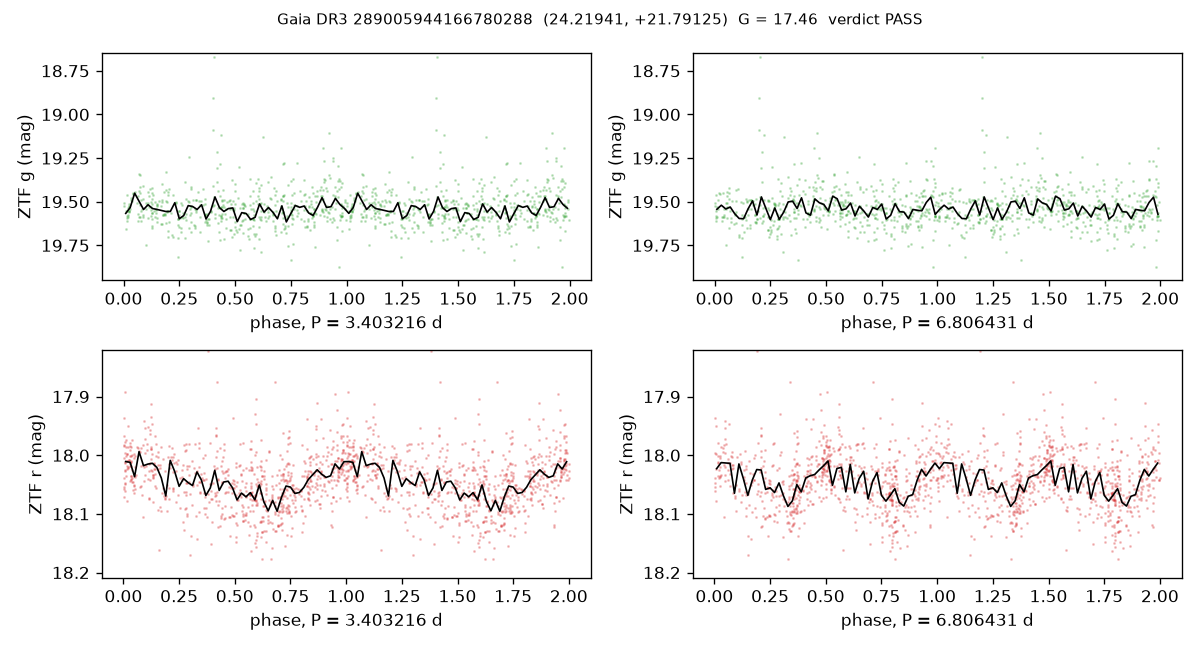 Gaia DR3 289005944166780288  (24.21941, +21.79125)  G = 17.46  verdict PASS
ZTF g (mag)
18.75
19.00
19.25
19.50
19.75
0.00 0.25 0.50 0.75 1.00 1.25 1.50 1.75 2.00
phase, P = 3.403216 d
ZTF g (mag)
18.75
19.00
19.25
19.50
19.75
0.00 0.25 0.50 0.75 1.00 1.25 1.50 1.75 2.00
phase, P = 6.806431 d
ZTF r (mag)
17.9
18.0
18.1
18.2
0.00 0.25 0.50 0.75 1.00 1.25 1.50 1.75 2.00
phase, P = 3.403216 d
ZTF r (mag)
17.9
18.0
18.1
18.2
0.00 0.25 0.50 0.75 1.00 1.25 1.50 1.75 2.00
phase, P = 6.806431 d